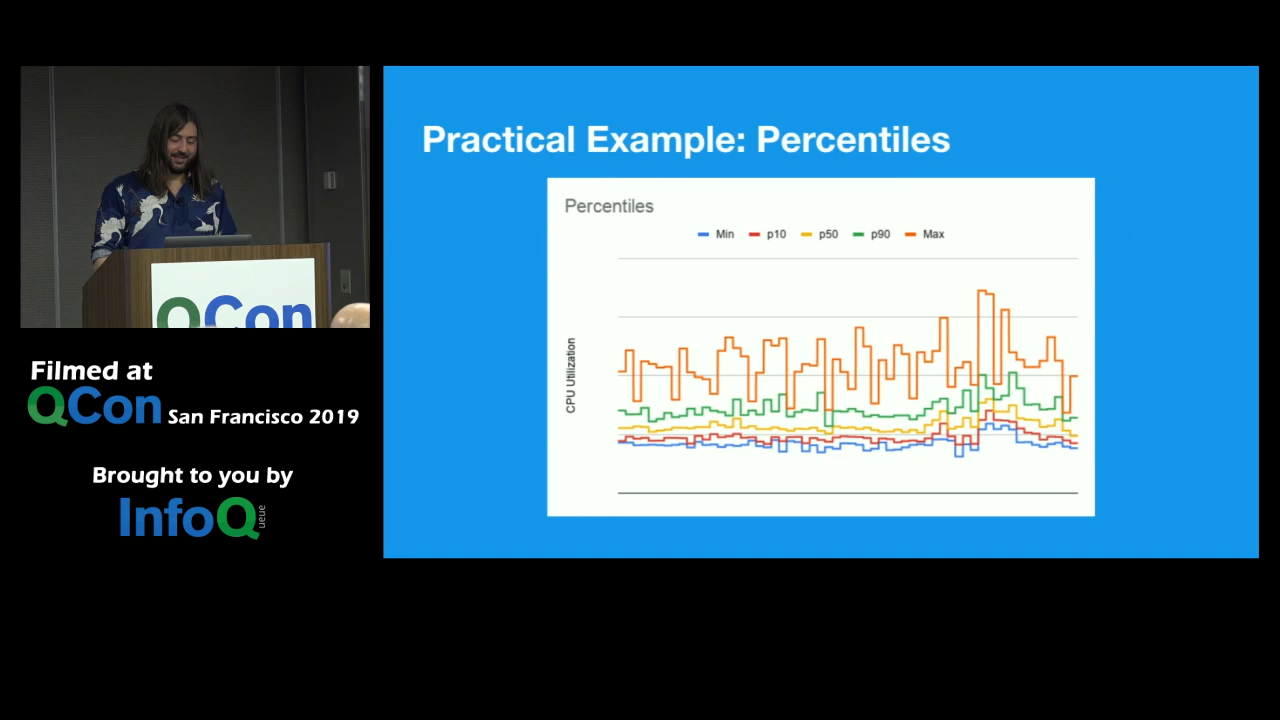 QCon
Filmed at
QCon San Francisco 2019
Brought to you by
InfoQ
ueue
Practical Example: Percentiles
Percentiles
Min p10 p50 p90 Max
CPU Utilization